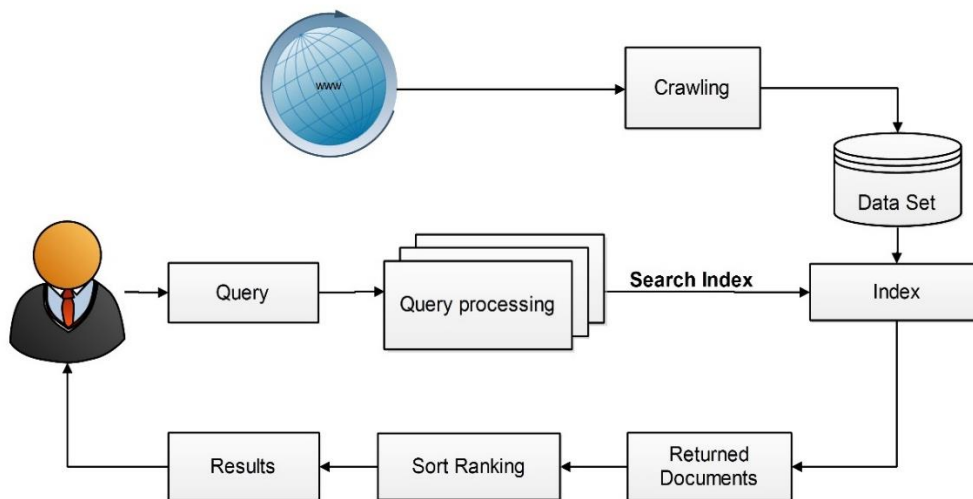 www
Crawling
Data Set
Query
Query processing
Search Index
Index
Results
Sort Ranking
Returned
Documents